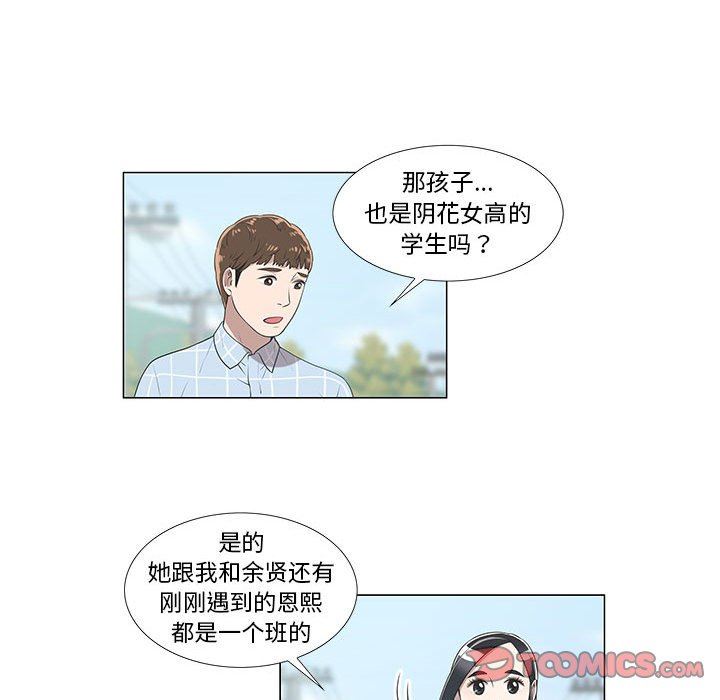 那孩子...
也是阴花女高的
学生吗？
是的
她跟我和余贤还有
刚刚遇到的恩熙
都是一个班的
TOOMICS.COM